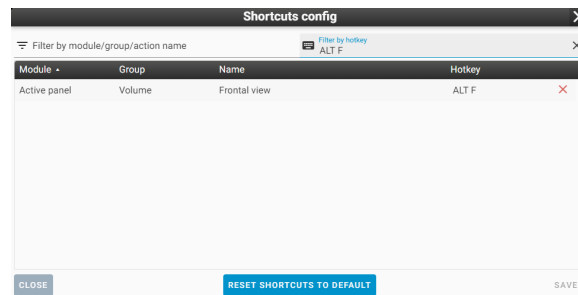 Shortcuts config
Filter by module/group/action name
Filter by hotkey
ALT F
Module Group Name Hotkey
Active panel Volume Frontal view ALT F
CLOSE RESET SHORTCUTS TO DEFAULT SAVE